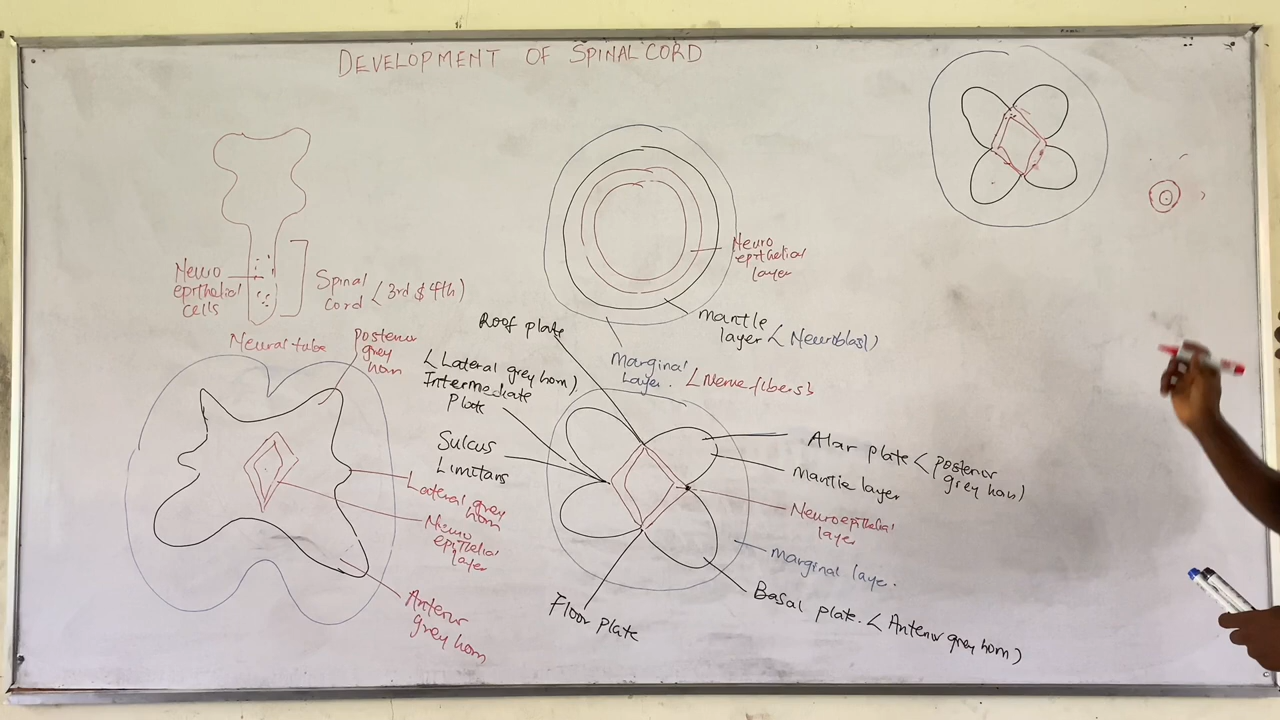 DEVELOPMENT OF SPINAL CORD
Neuro
epithelial
cells
Spinal
cord (3rd & 4th)
Neural tube
Neuro
epithelial
layer
mantle
layer (Neuroblast)
marginal
layer. (Nerve fibers)
Posterior
grey
horn
Lateral grey
horn
Neuro
epthelial
layer
Anterior
grey horn
Roof plate
(Lateral grey horn)
Intermediate
Plate
Sulcus
Limitans
Floor plate
Alar plate (posterior
grey horn)
mantle layer
Neuroepithelial
layer
marginal laye.
Basal plate. (Anterior grey horn)